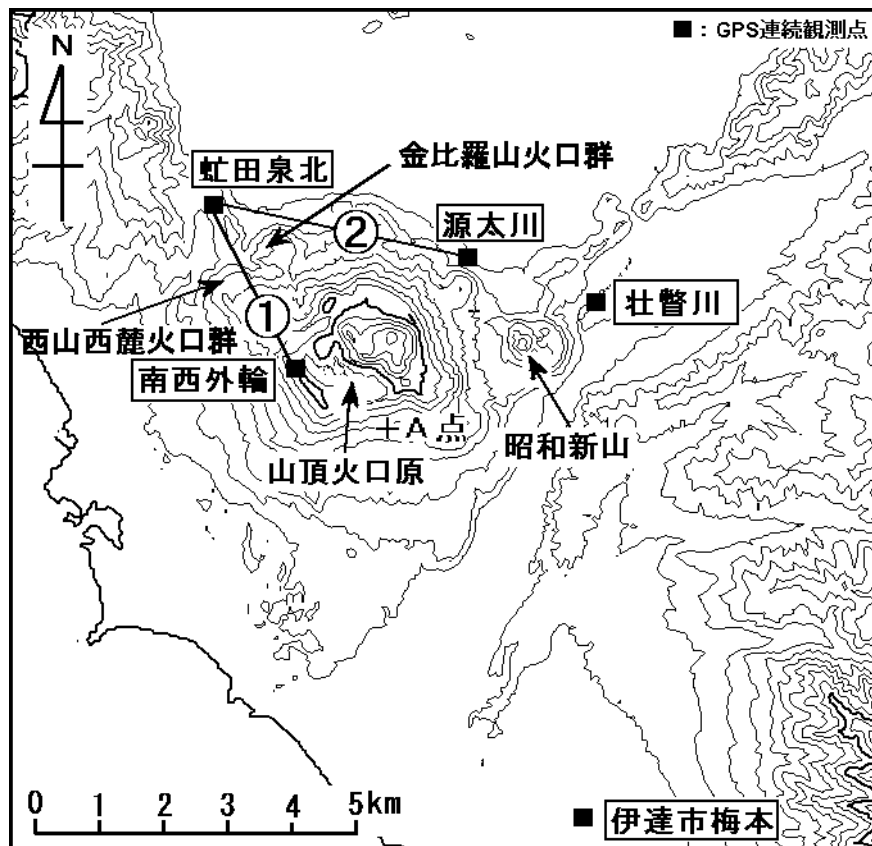 ■：GPS連続観測点
N
金比羅山火口群
虻田泉北
②
源太川
壮瞥川
①
西山西麓火口群
南西外輪
＋A点
昭和新山
山頂火口原
0 1 2 3 4 5km
伊達市梅本